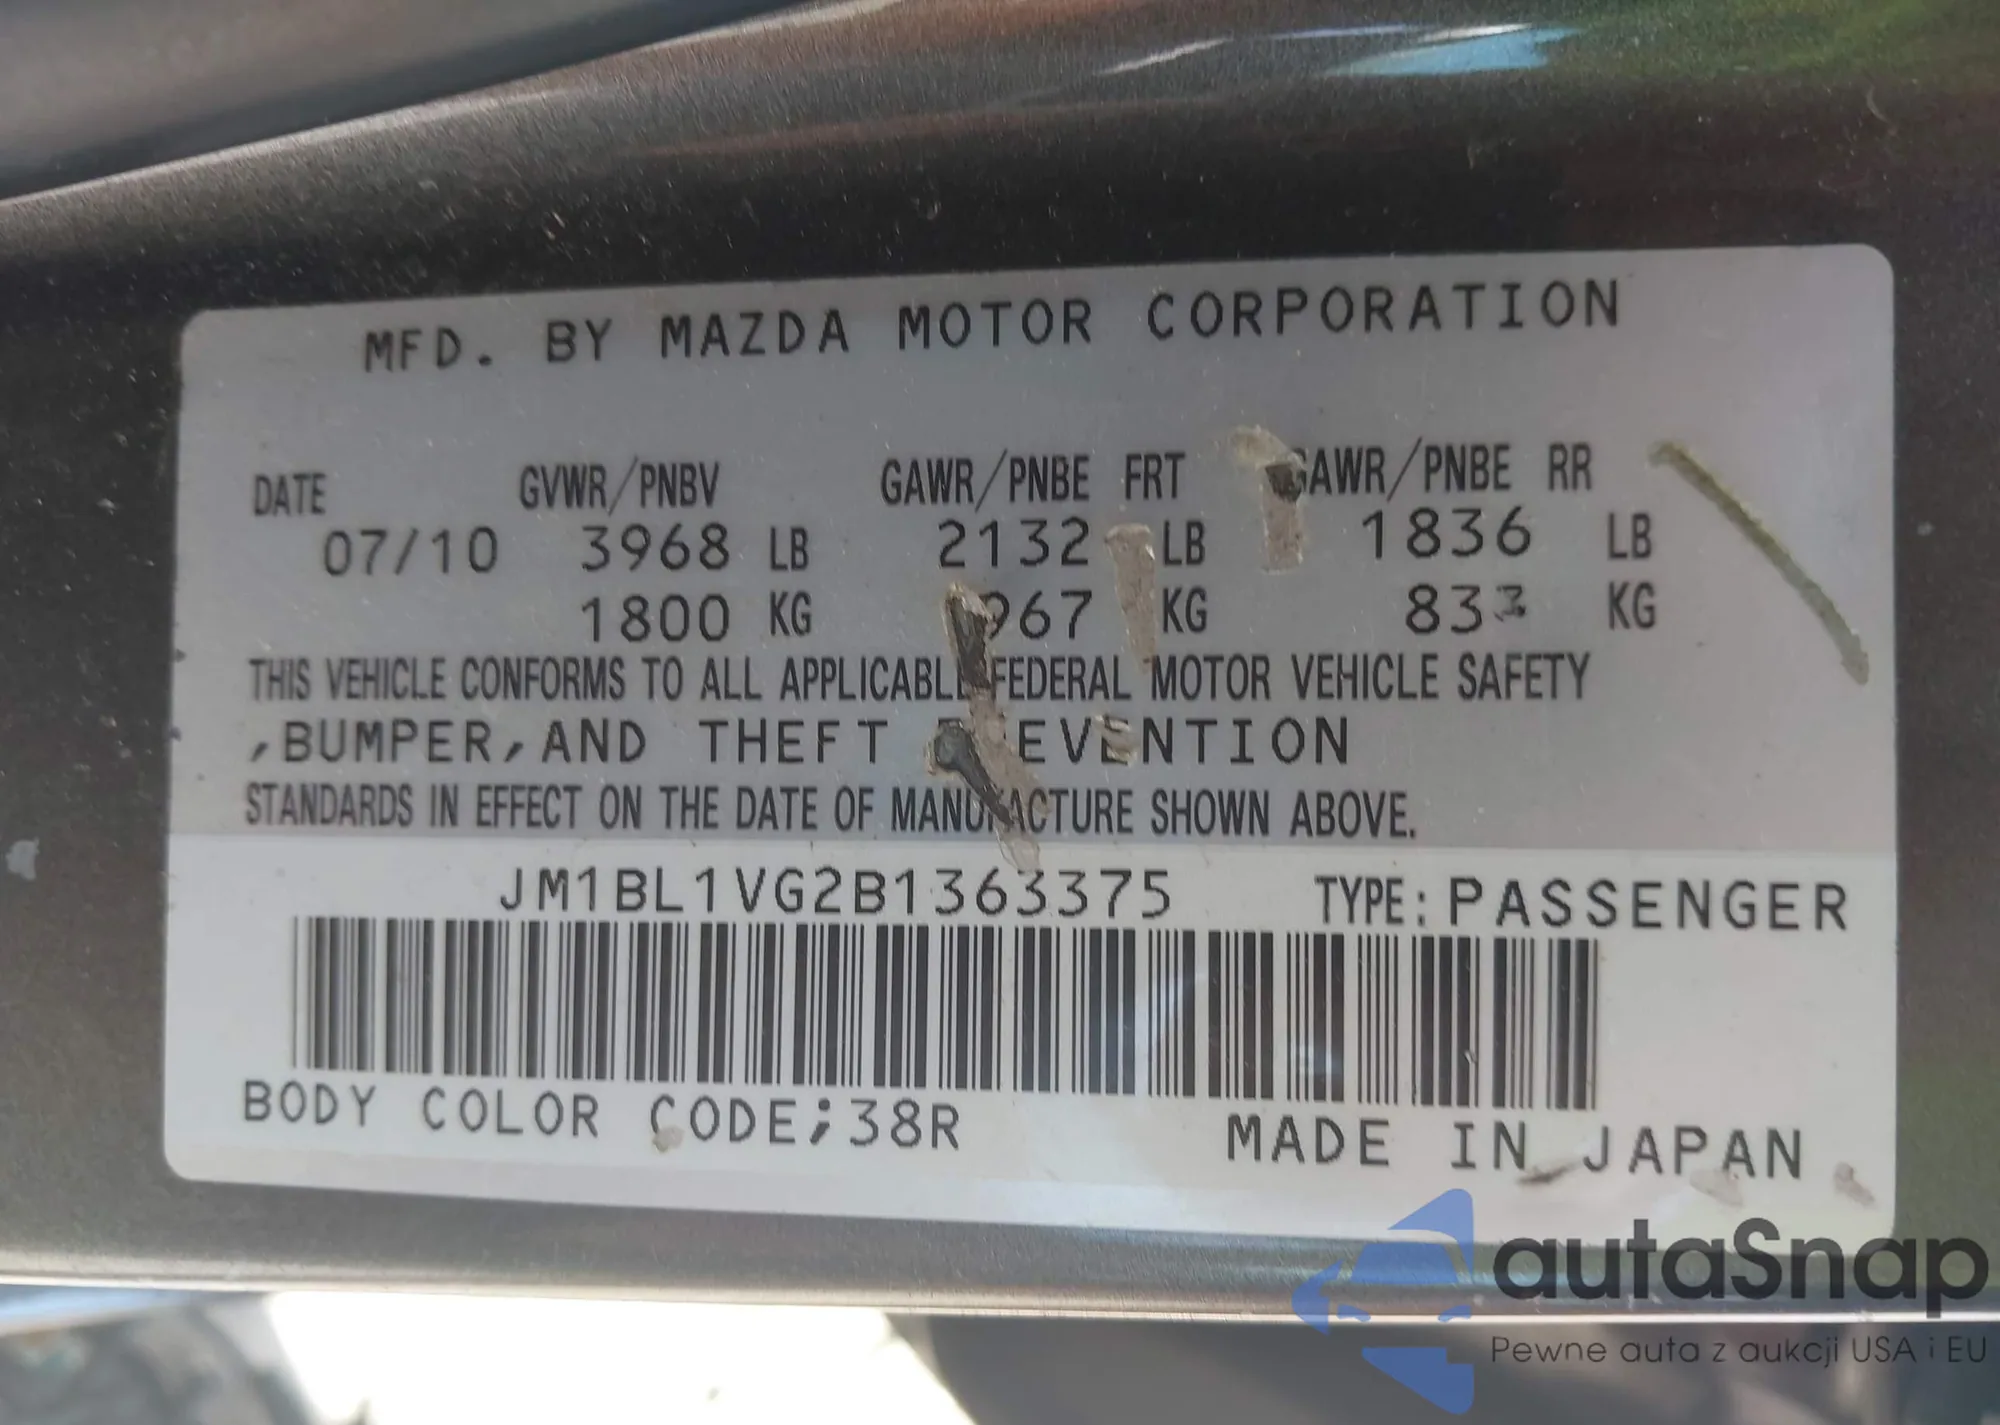 MFD. BY MAZDA MOTOR CORPORATION
DATE GVWR/PNBV GAWR/PNBE FRT GAWR/PNBE RR
07/10 3968 LB 2132 LB 1836 LB
1800 KG 967 KG 833 KG
THIS VEHICLE CONFORMS TO ALL APPLICABLE FEDERAL MOTOR VEHICLE SAFETY
,BUMPER,AND THEFT PREVENTION
STANDARDS IN EFFECT ON THE DATE OF MANUFACTURE SHOWN ABOVE.
JM1BL1VG2B1363375 TYPE:PASSENGER
BODY COLOR CODE;38R MADE IN JAPAN
autaSnap
Pewne auta z aukcji USA i EU